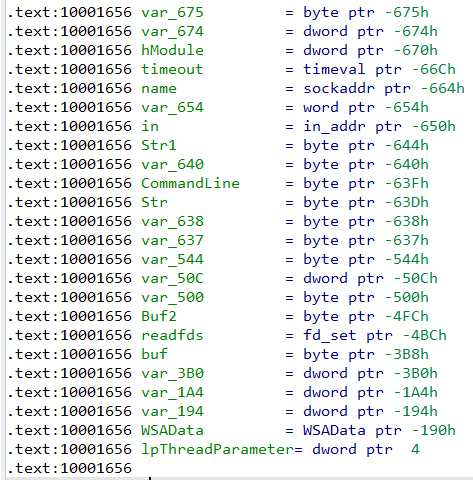 .text:10001656 var_675 = byte ptr -675h
.text:10001656 var_674 = dword ptr -674h
.text:10001656 hModule = dword ptr -670h
.text:10001656 timeout = timeval ptr -66Ch
.text:10001656 name = sockaddr ptr -664h
.text:10001656 var_654 = word ptr -654h
.text:10001656 in = in_addr ptr -650h
.text:10001656 Str1 = byte ptr -644h
.text:10001656 var_640 = byte ptr -640h
.text:10001656 CommandLine = byte ptr -63Fh
.text:10001656 Str = byte ptr -63Dh
.text:10001656 var_638 = byte ptr -638h
.text:10001656 var_637 = byte ptr -637h
.text:10001656 var_544 = byte ptr -544h
.text:10001656 var_50C = dword ptr -50Ch
.text:10001656 var_500 = byte ptr -500h
.text:10001656 Buf2 = byte ptr -4FCh
.text:10001656 readfds = fd_set ptr -4BCh
.text:10001656 buf = byte ptr -3B8h
.text:10001656 var_3B0 = dword ptr -3B0h
.text:10001656 var_1A4 = dword ptr -1A4h
.text:10001656 var_194 = dword ptr -194h
.text:10001656 WSAData = WSAData ptr -190h
.text:10001656 lpThreadParameter= dword ptr 4
.text:10001656